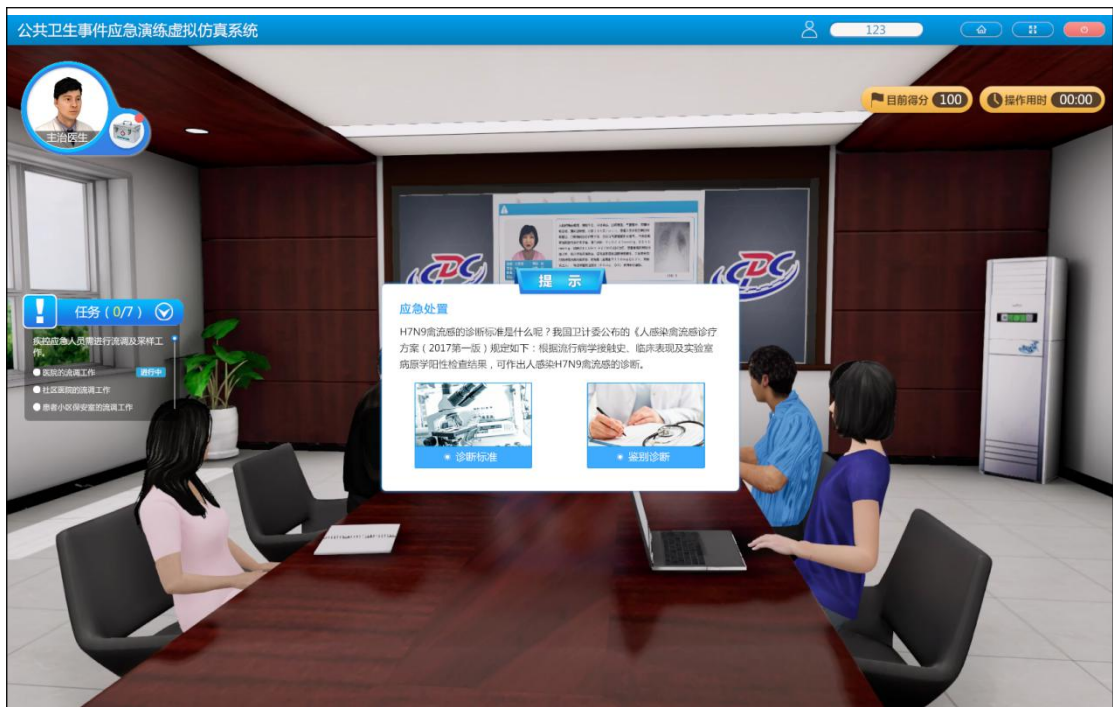 公共卫生事件应急演练虚拟仿真系统
123
主治医生
目前得分 100
操作用时 00:00
任务(0/7)
疾控应急人员需进行流调及采样工
作。
医院的流调工作 进行中
社区医院的流调工作
患者小区保安室的流调工作
CDC
CDC
提 示
应急处置
H7N9禽流感的诊断标准是什么呢?我国卫计委公布的《人感染禽流感诊疗
方案(2017第一版)规定如下:根据流行病学接触史、临床表现及实验室
病原学阳性检查结果,可作出人感染H7N9禽流感的诊断。
诊断标准
鉴别诊断